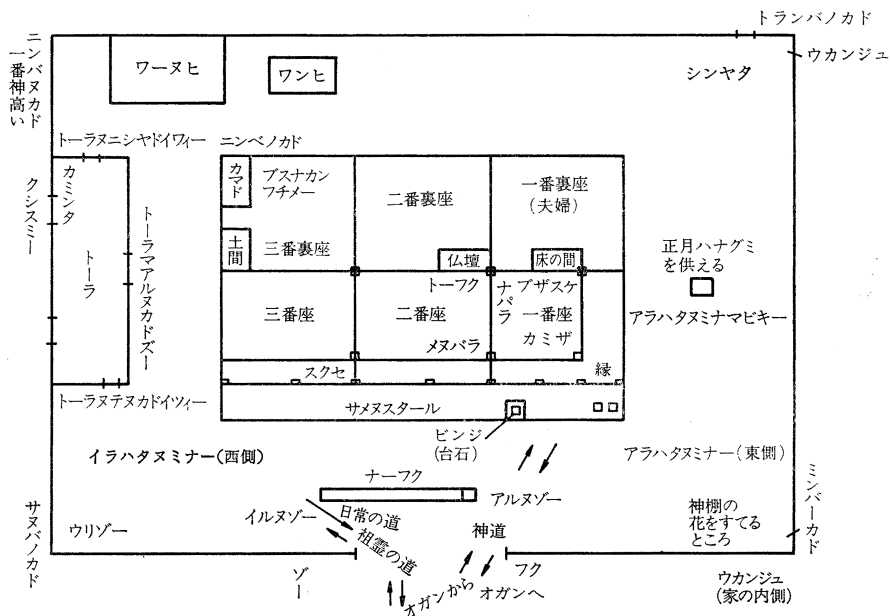 トランバノカド
ウカンジュ
シンヤタ
ニンバヌカド
一番神高い
ワーヌヒ
ワンヒ
トーラヌニシヤドイウィー
ニンベノカド
カミンタ
クシスミー
トーラ
トーラマアルヌカドズー
カマド
ブスナカン
フチメー
二番裏座
一番裏座
(夫婦)
土間
三番裏座
仏壇
床の間
正月ハナグミ
を供える
トーフク
ナパラ
ブザスケ
三番座
二番座
一番座
カミザ
アラハタヌミナマビキー
メヌバラ
スクセ
縁
トーラヌテヌカドイツィー
サメヌスタール
ビンジ
(台石)
イラハタヌミナー(西側)
アラハタヌミナー(東側)
ナーフク
アルヌゾー
サヌバノカド
ウリゾー
イルヌゾー
日常の道
祖霊の道
神道
神棚の
花をすてる
ところ
ミンバーカド
ゾー
フク
オガンから
オガンへ
ウカンジュ
(家の内側)